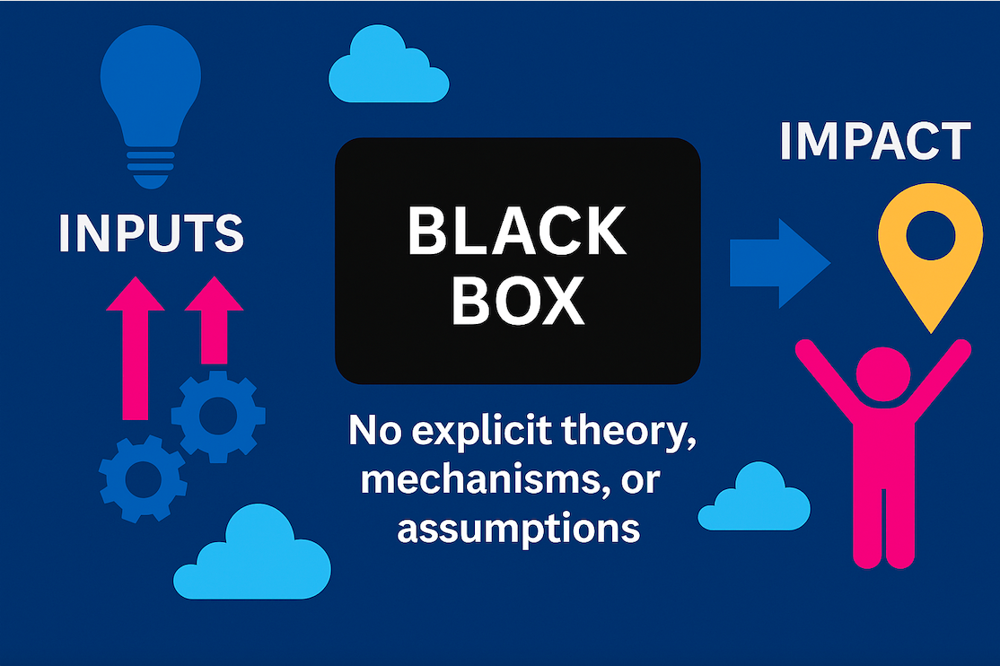 INPUTS
BLACK
BOX
No explicit theory,
mechanisms, or
assumptions
IMPACT